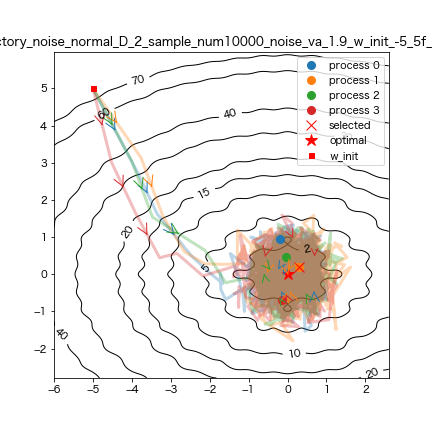 ctory_noise_normal_D_2_sample_num10000_noise_va_1.9_w_init_-5_5f_
process 0
process 1
process 2
process 3
selected
optimal
w_init
70
60
40
15
20
2
5
10
40
20
5
4
3
2
1
0
−1
−2
−6 −5 −4 −3 −2 −1 0 1 2